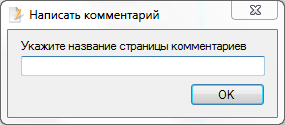 Написать комментарий
Укажите название страницы комментариев
OK